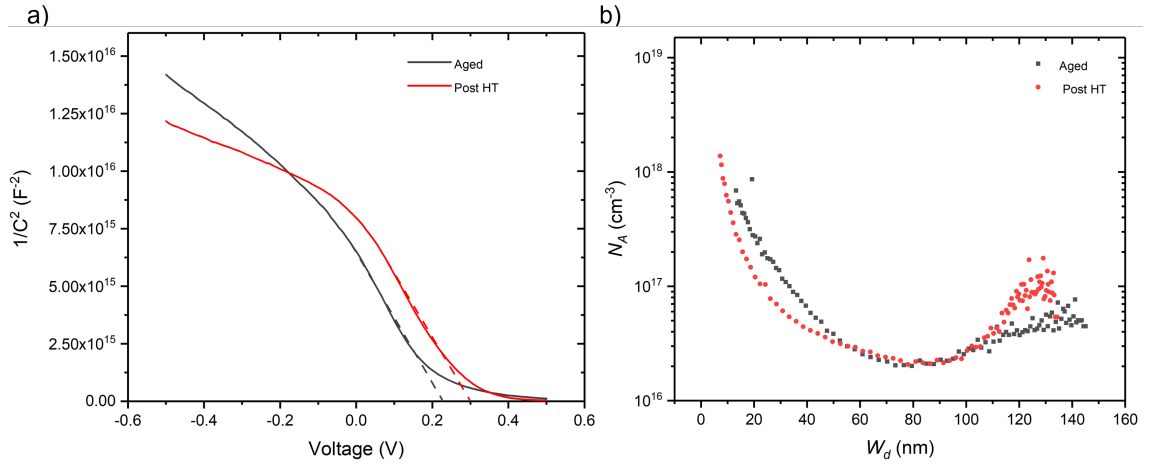 a)
b)
1.50x10^16
1.25x10^16
1.00x10^16
7.50x10^15
5.00x10^15
2.50x10^15
0.00
1/C^2 (F^-2)
-0.6 -0.4 -0.2 0.0 0.2 0.4 0.6
Voltage (V)
Aged
Post HT
10^19
10^18
10^17
10^16
N_A (cm^-3)
0 20 40 60 80 100 120 140 160
W_d (nm)
Aged
Post HT